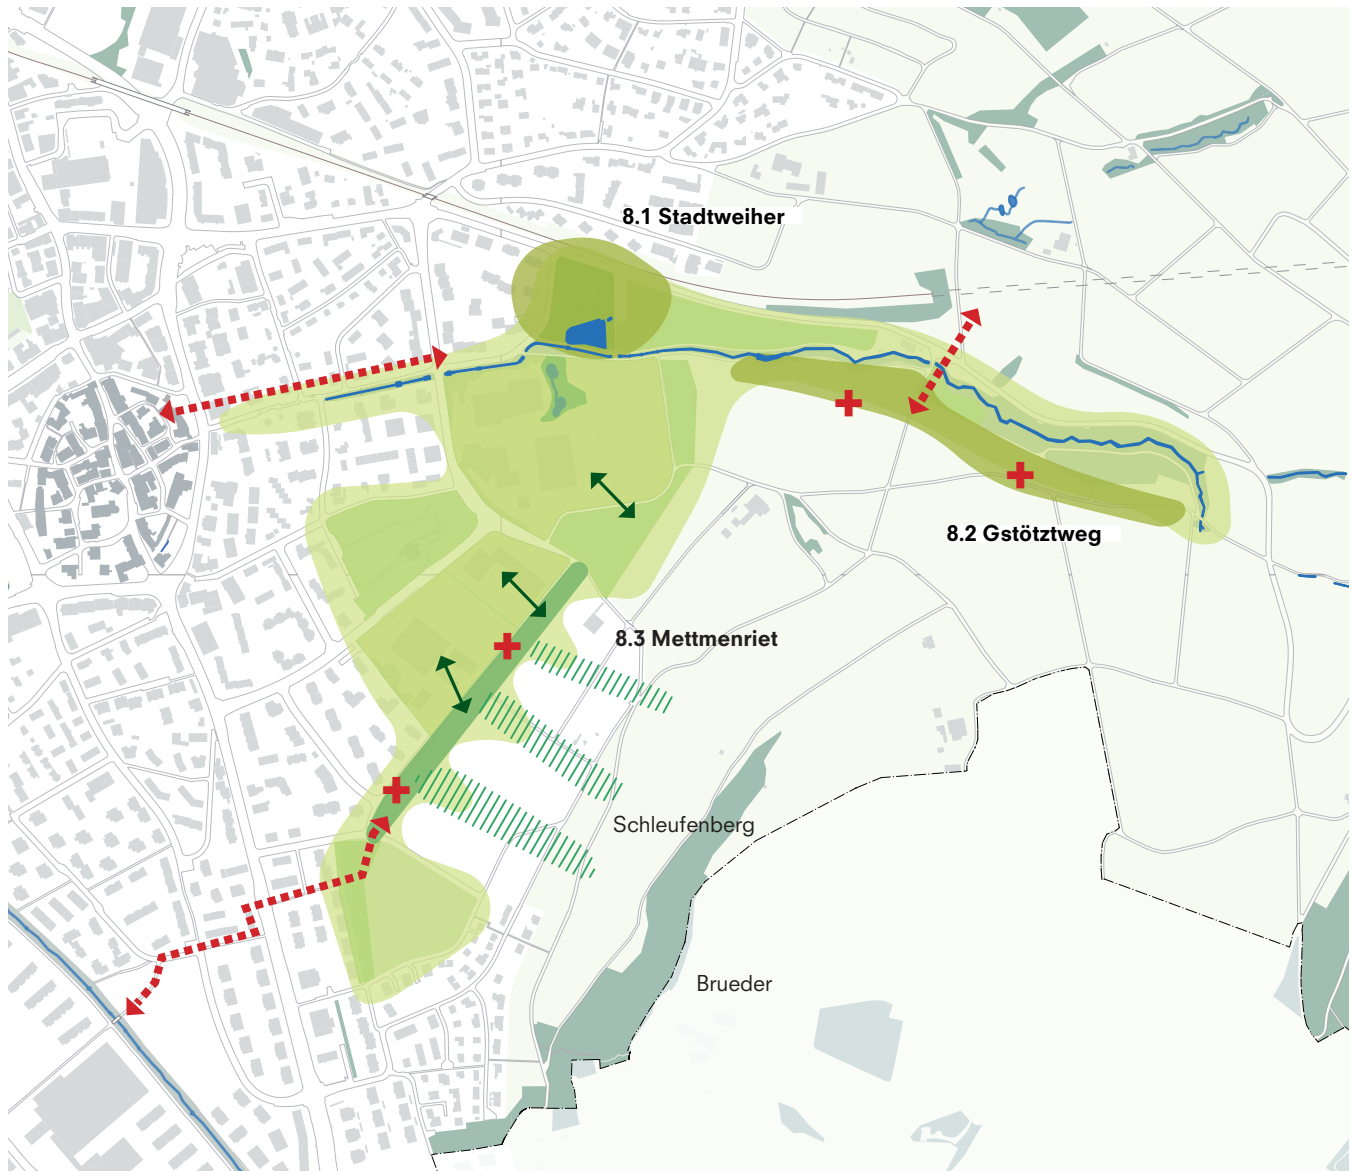 8.1 Stadtweiher
8.2 Gstötztweg
8.3 Mettmenriet
Schleufenberg
Brueder